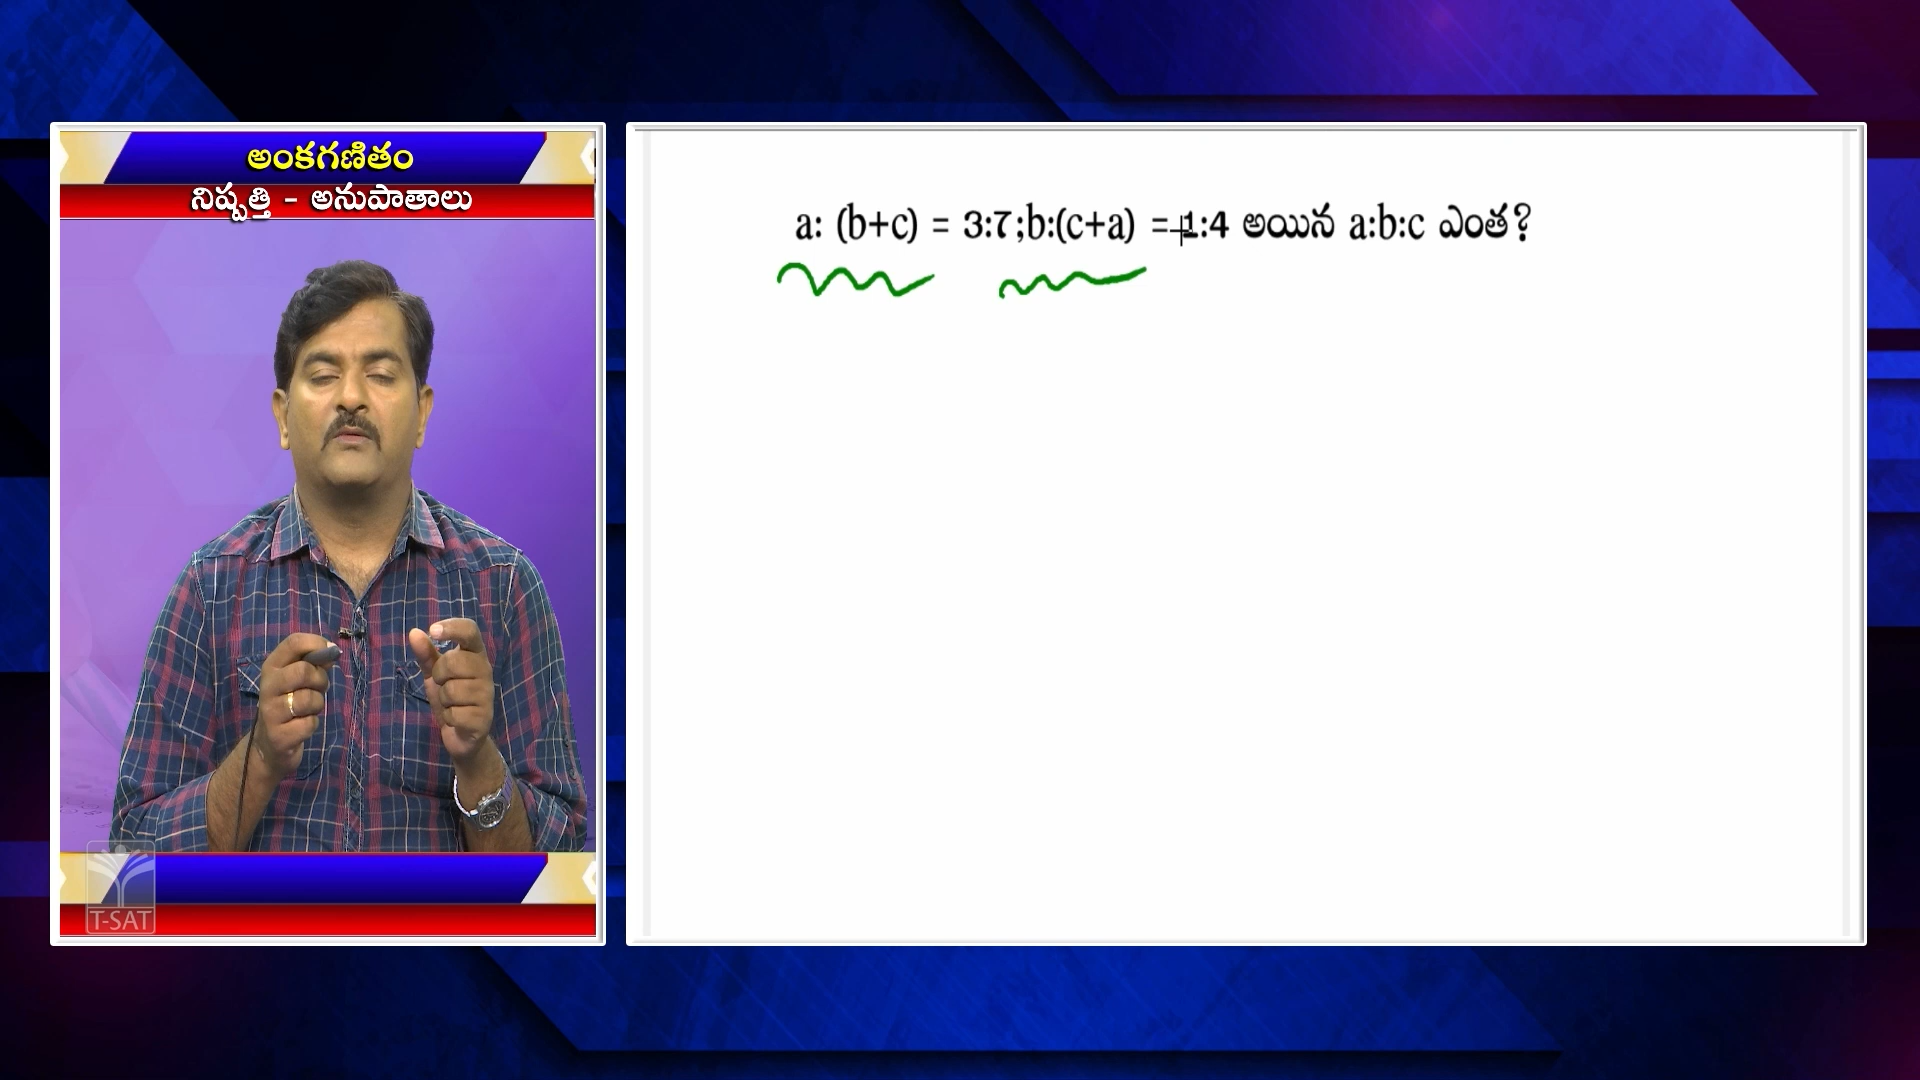 అంకగణితం
నిష్పత్తి - అనుపాతాలు
a: (b+c) = 3:7;b:(c+a) = 1:4 అయిన a:b:c ఎంత?
T-SAT